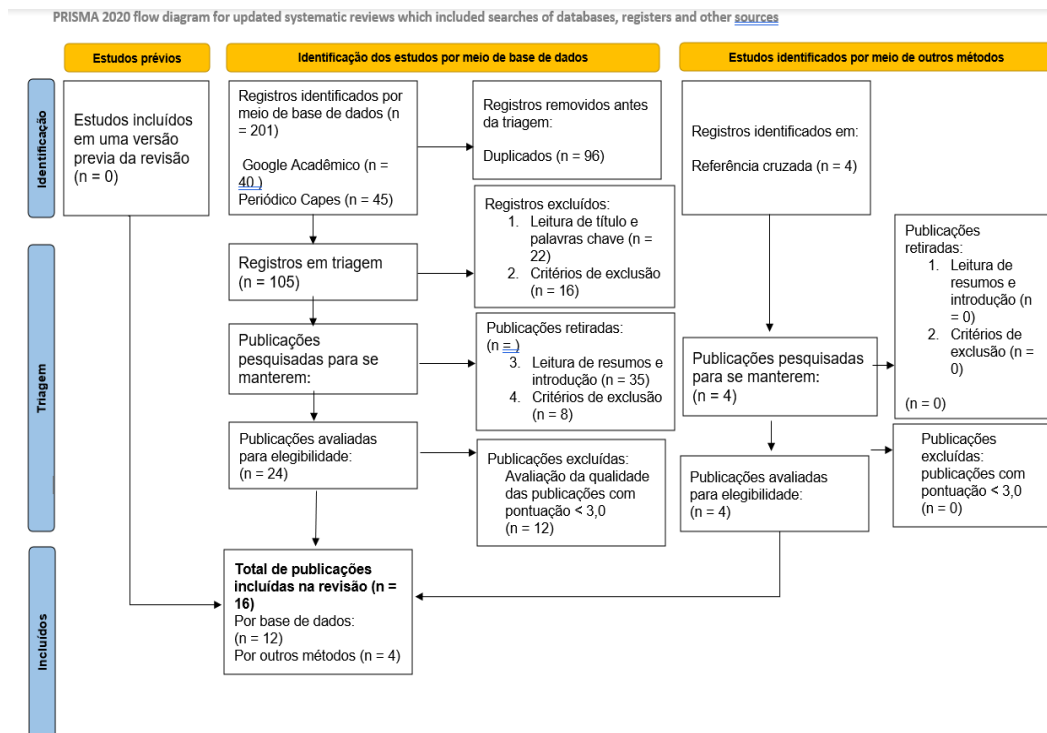 PRISMA 2020 flow diagram for updated systematic reviews which included searches of databases, registers and other sources
Estudos prévios
Identificação dos estudos por meio de base de dados
Estudos identificados por meio de outros métodos
Identificação
Estudos incluídos
em uma versão
previa da revisão
(n = 0)
Registros identificados por
meio de base de dados (n
= 201)
Google Acadêmico (n =
40 )
Periódico Capes (n = 45)
Registros removidos antes
da triagem:
Duplicados (n = 96)
Registros identificados em:
Referência cruzada (n = 4)
Triagem
Registros em triagem
(n = 105)
Registros excluídos:
1. Leitura de título e
palavras chave (n =
22)
2. Critérios de exclusão
(n = 16)
Publicações
pesquisadas para se
manterem:
Publicações retiradas:
(n = )
3. Leitura de resumos e
introdução (n = 35)
4. Critérios de exclusão
(n = 8)
Publicações pesquisadas
para se manterem:
(n = 4)
Publicações
retiradas:
1. Leitura de
resumos e
introdução (n
= 0)
2. Critérios de
exclusão (n =
0)
(n = 0)
Publicações avaliadas
para elegibilidade:
(n = 24)
Publicações excluídas:
Avaliação da qualidade
das publicações com
pontuação < 3,0
(n = 12)
Publicações avaliadas
para elegibilidade:
(n = 4)
Publicações
excluídas:
publicações com
pontuação < 3,0
(n = 0)
Incluídos
Total de publicações
incluídas na revisão (n =
16)
Por base de dados:
(n = 12)
Por outros métodos (n = 4)